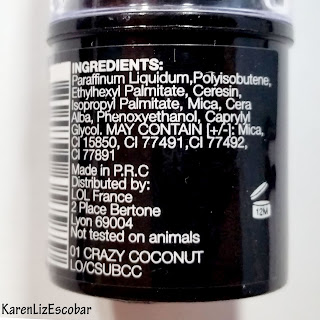 INGREDIENTS:
Paraffinum Liquidum,Polyisobutene,
Ethylhexyl Palmitate, Ceresin,
Isopropyl Palmitate, Mica, Cera
Alba, Phenoxyethanol, Caprylyl
Glycol. MAY CONTAIN [+/-]: Mica,
CI 15850, CI 77491,CI 77492,
CI 77891
Made in P.R.C
Distributed by:
LOL France
2 Place Bertone
Lyon 69004
Not tested on animals
12M
01 CRAZY COCONUT
LO/CSUBCC
KarenLizEscobar